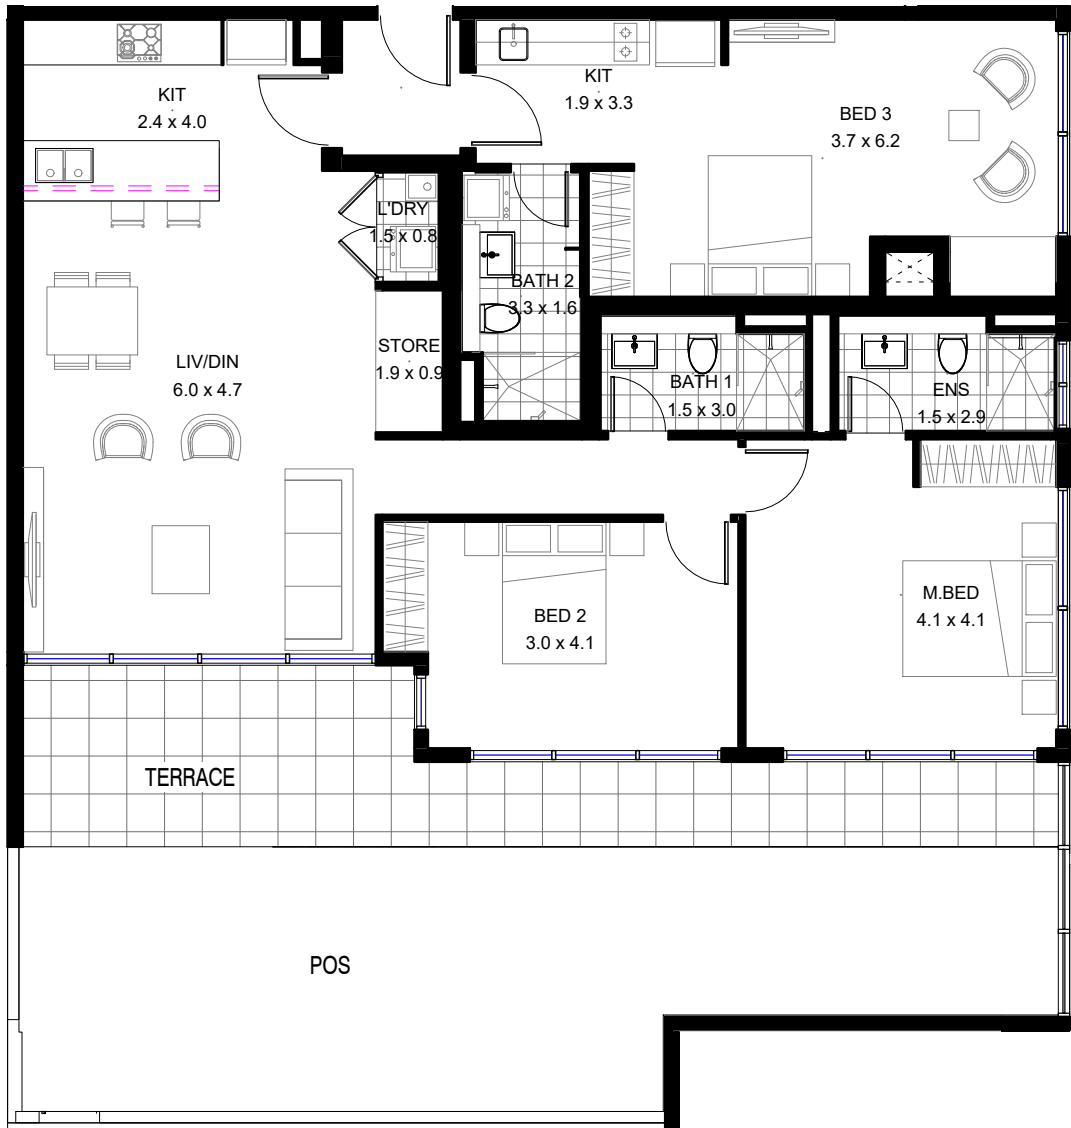 KIT
2.4 x 4.0
KIT
1.9 x 3.3
BED 3
3.7 x 6.2
L'DRY
1.5 x 0.8
BATH 2
3.3 x 1.6
STORE
1.9 x 0.9
LIV/DIN
6.0 x 4.7
BATH 1
1.5 x 3.0
ENS
1.5 x 2.9
BED 2
3.0 x 4.1
M.BED
4.1 x 4.1
TERRACE
POS